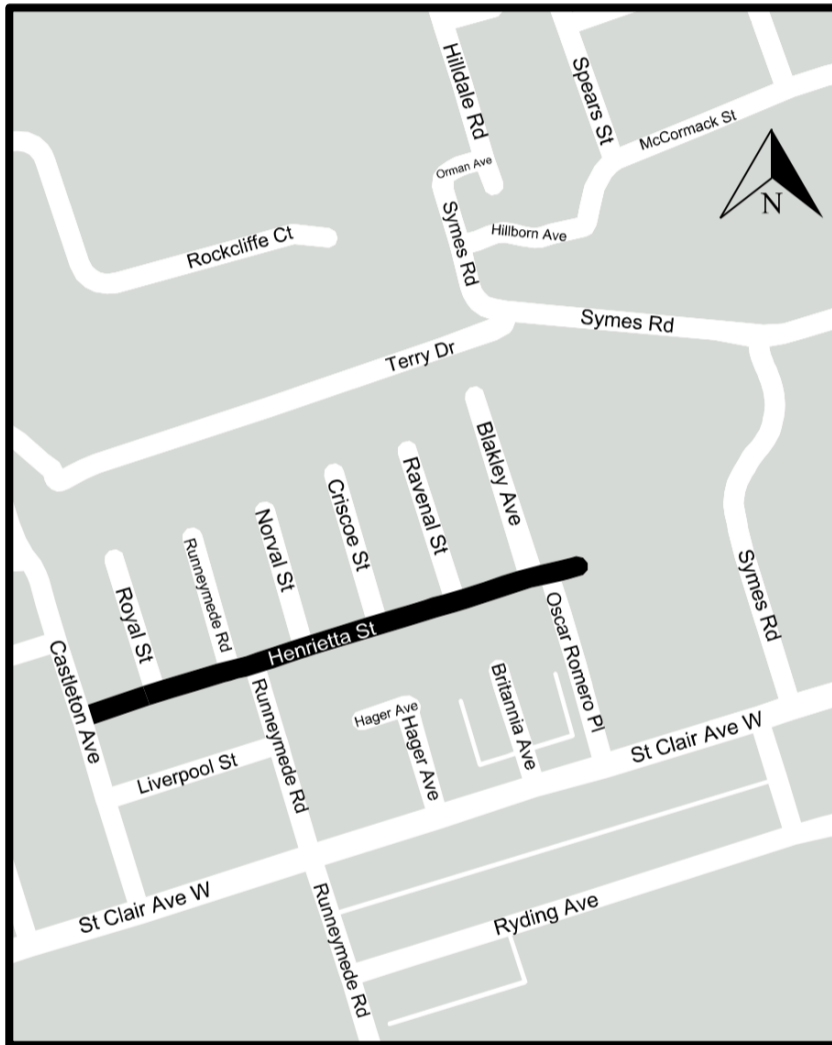 Hilldale Rd
Spears St
McCormack St
Orman Ave
N
Symes Rd
Hillborn Ave
Rockcliffe Ct
Symes Rd
Terry Dr
Blakley Ave
Ravenal St
Criscoe St
Norval St
Runneymede Rd
Royal St
Symes Rd
Henrietta St
Oscar Romero Pl
Castleton Ave
Runneymede Rd
Britannia Ave
Hager Ave
Hager Ave
Liverpool St
St Clair Ave W
St Clair Ave W
Runneymede Rd
Ryding Ave